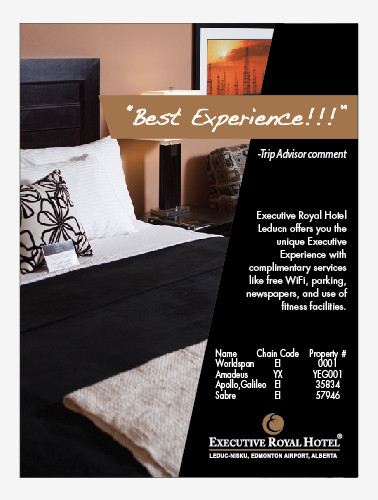 "Best Experience!!!"
-Trip Advisor comment
Executive Royal Hotel
Leducn offers you the
unique Executive
Experience with
complimentary services
like free WiFi, parking,
newspapers, and use of
fitness facilities.
Name Chain Code Property #
Worldspan EI 0001
Amadeus YX YEG001
Apollo,Galileo EI 35834
Sabre EI 57946
EXECUTIVE ROYAL HOTEL®
LEDUC-NISKU, EDMONTON AIRPORT, ALBERTA